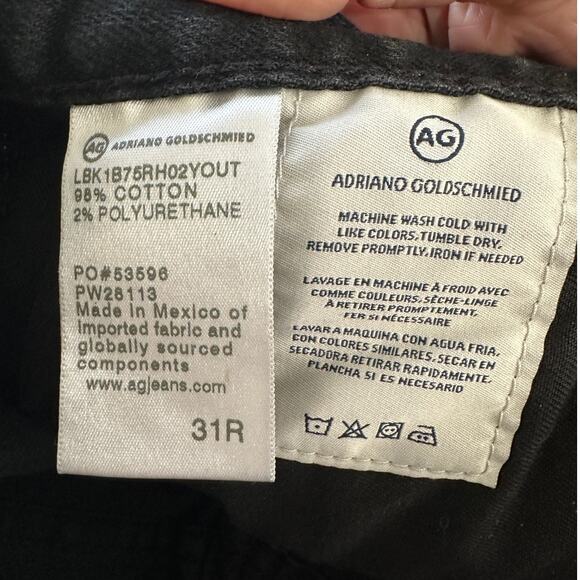 AG ADRIANO GOLDSCHMIED
LBK1B75RH02YOUT
98% COTTON
2% POLYURETHANE
PO#53596
PW26113
Made in Mexico of
imported fabric and
globally sourced
components
www.agjeans.com
31R
AG
ADRIANO GOLDSCHMIED
MACHINE WASH COLD WITH
LIKE COLORS,TUMBLE DRY.
REMOVE PROMPTLY,IRON IF NEEDED
LAVAGE EN MACHINE À FROID AVEC
COMME COULEURS, SÈCHE-LINGE
À RETIRER PROMPTEMENT,
FER SI NÉCESSAIRE
LAVAR A MAQUINA CON AGUA FRIA,
CON COLORES SIMILARES, SECAR EN
SECADORA RETIRAR RAPIDAMENTE.
PLANCHA SI ES NECESARIO